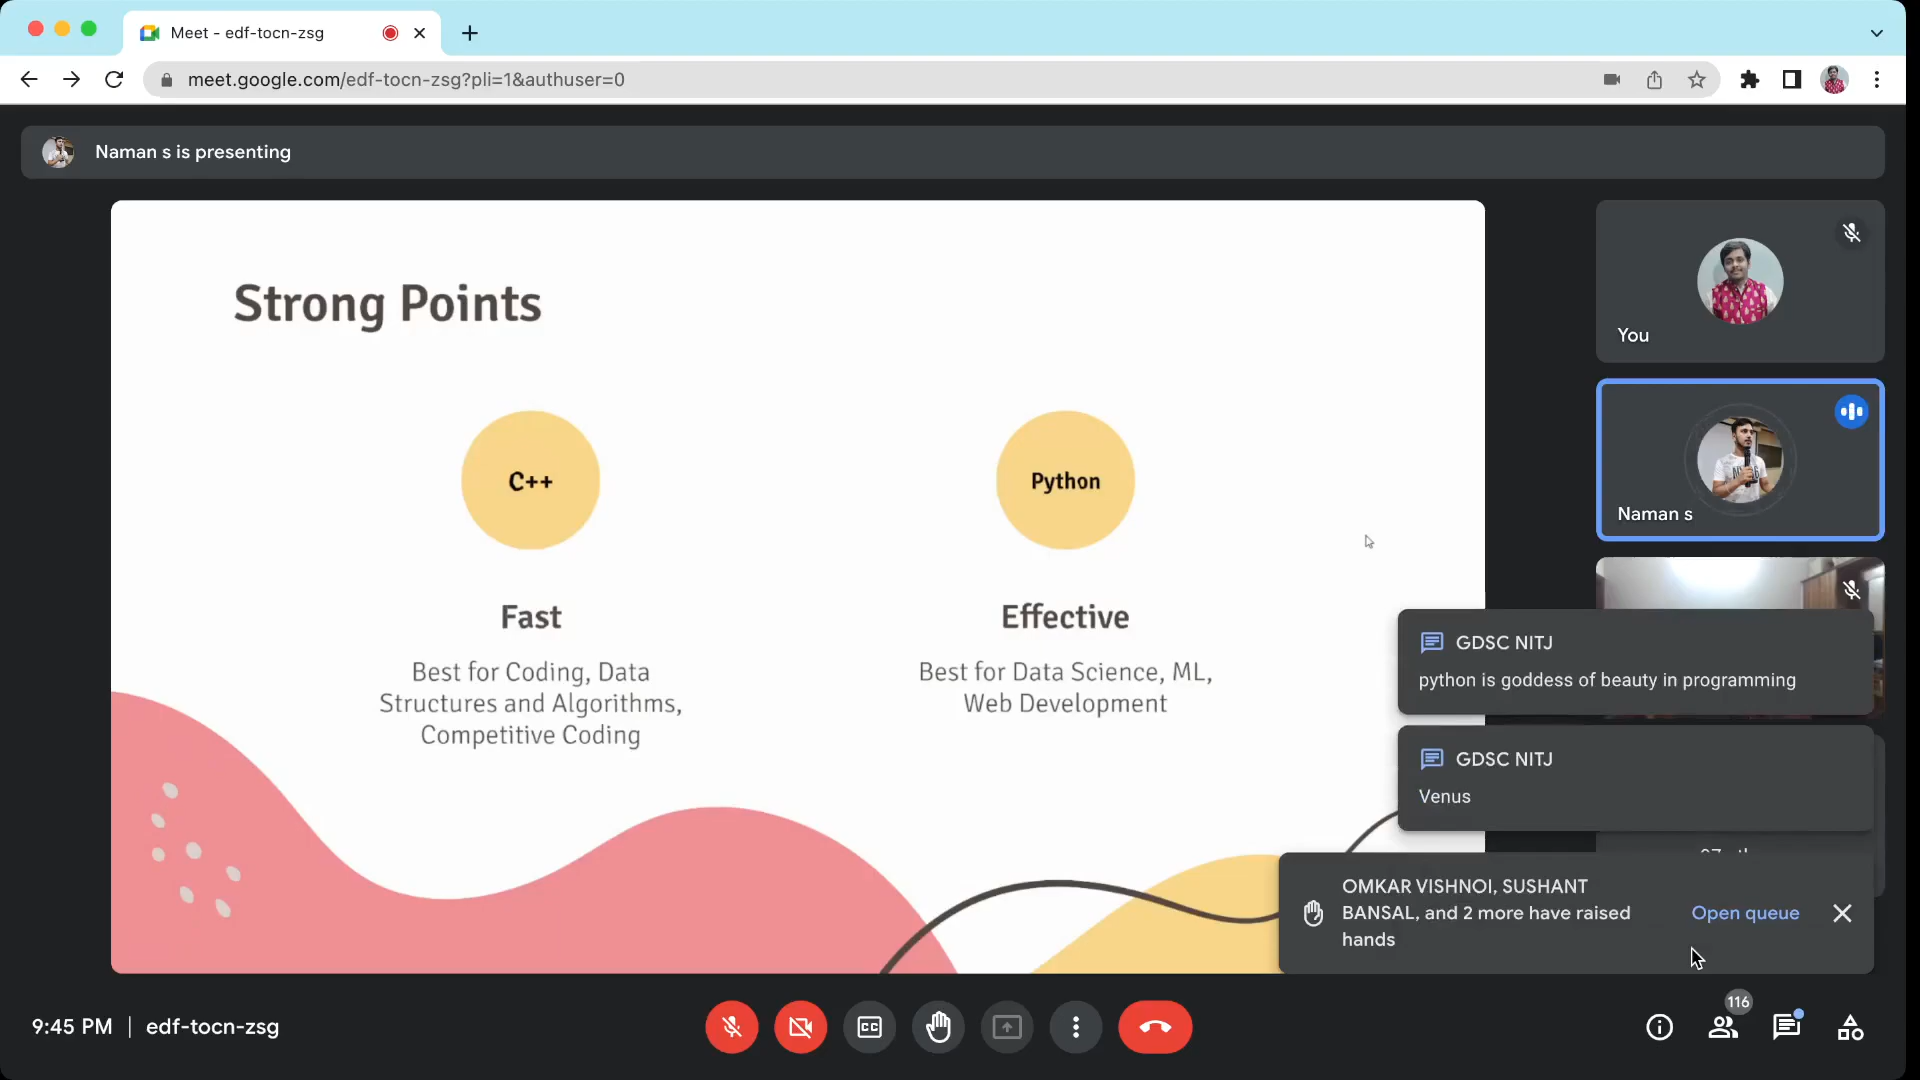 Meet - edf-tocn-zsg
meet.google.com/edf-tocn-zsg?pli=1&authuser=0
Naman s is presenting
Strong Points
C++
Python
Fast
Effective
Best for Coding, Data
Structures and Algorithms,
Competitive Coding
Best for Data Science, ML,
Web Development
You
Naman s
GDSC NITJ
python is goddess of beauty in programming
GDSC NITJ
Venus
OMKAR VISHNOI, SUSHANT
BANSAL, and 2 more have raised
hands
Open queue
9:45 PM | edf-tocn-zsg
CC
116